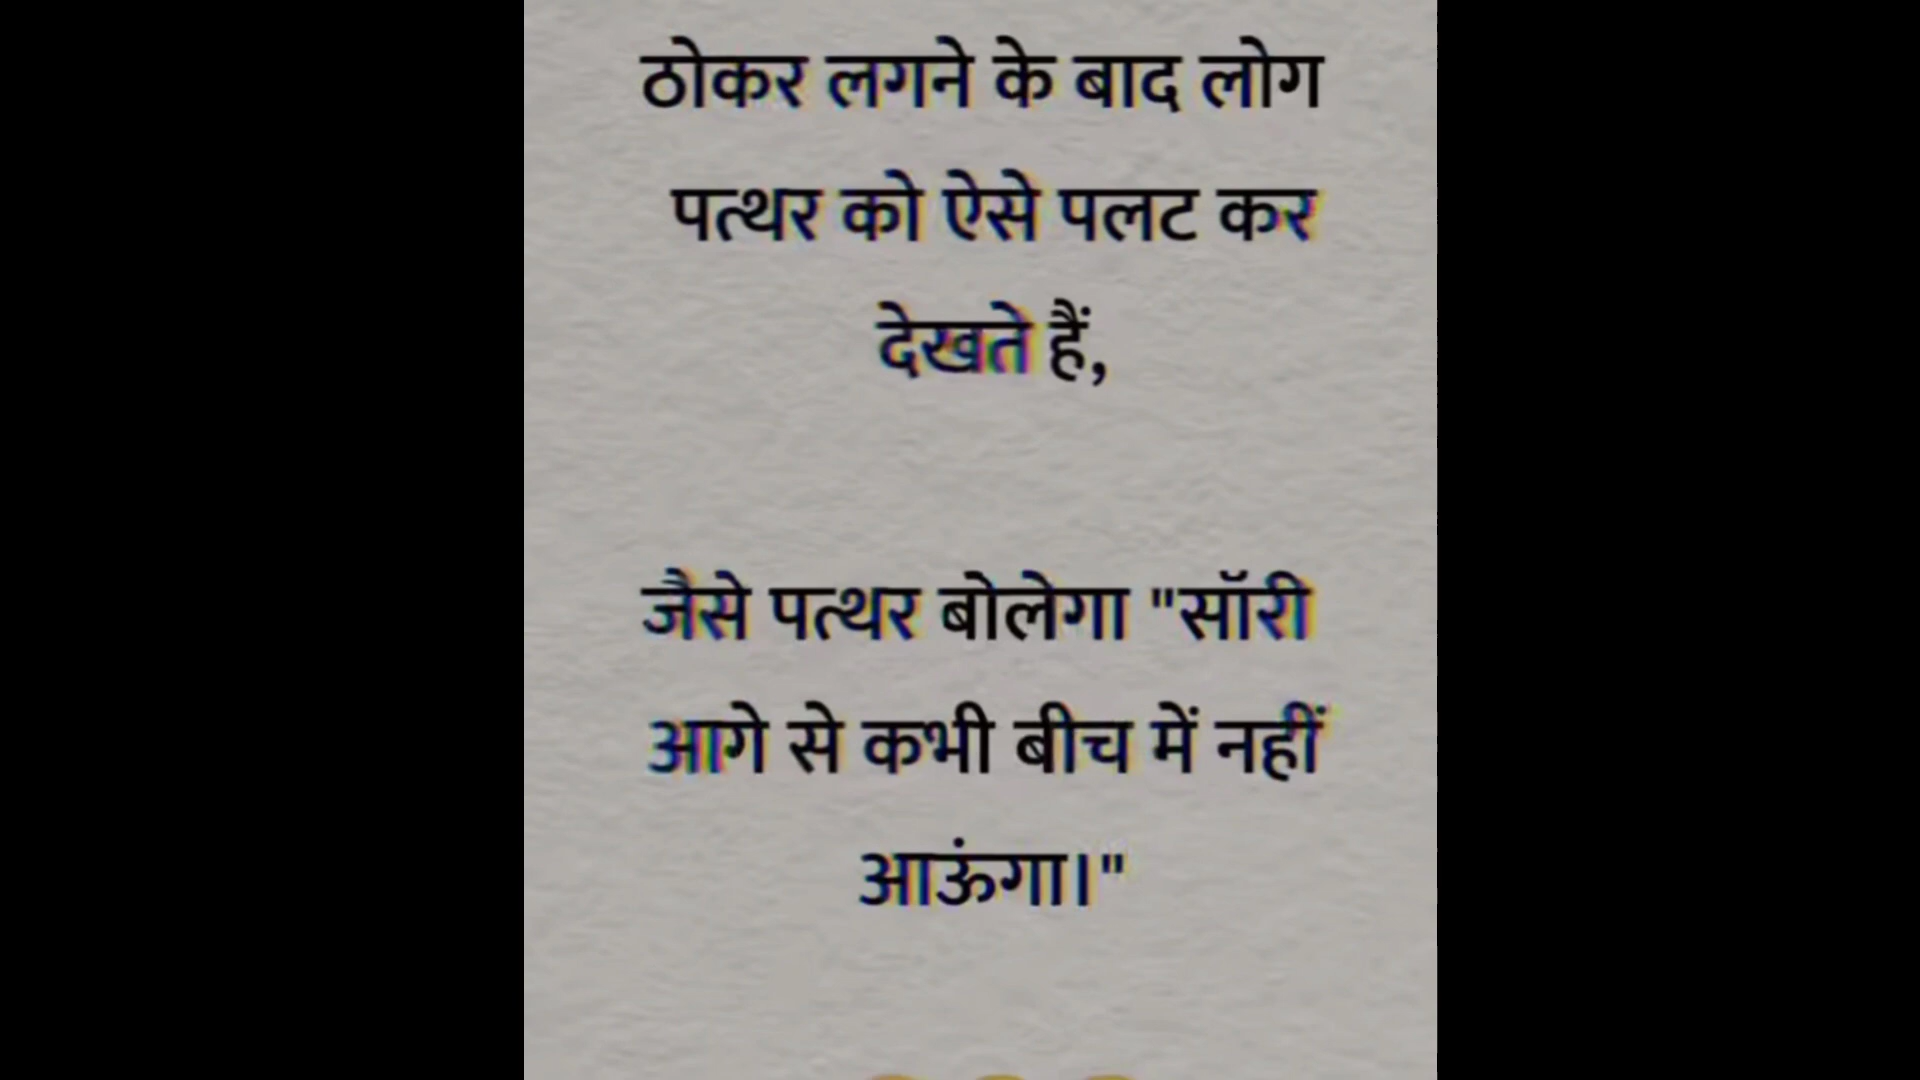 ठोकर लगने के बाद लोग
पत्थर को ऐसे पलट कर
देखते हैं,
जैसे पत्थर बोलेगा "सॉरी
आगे से कभी बीच में नहीं
आऊंगा।"